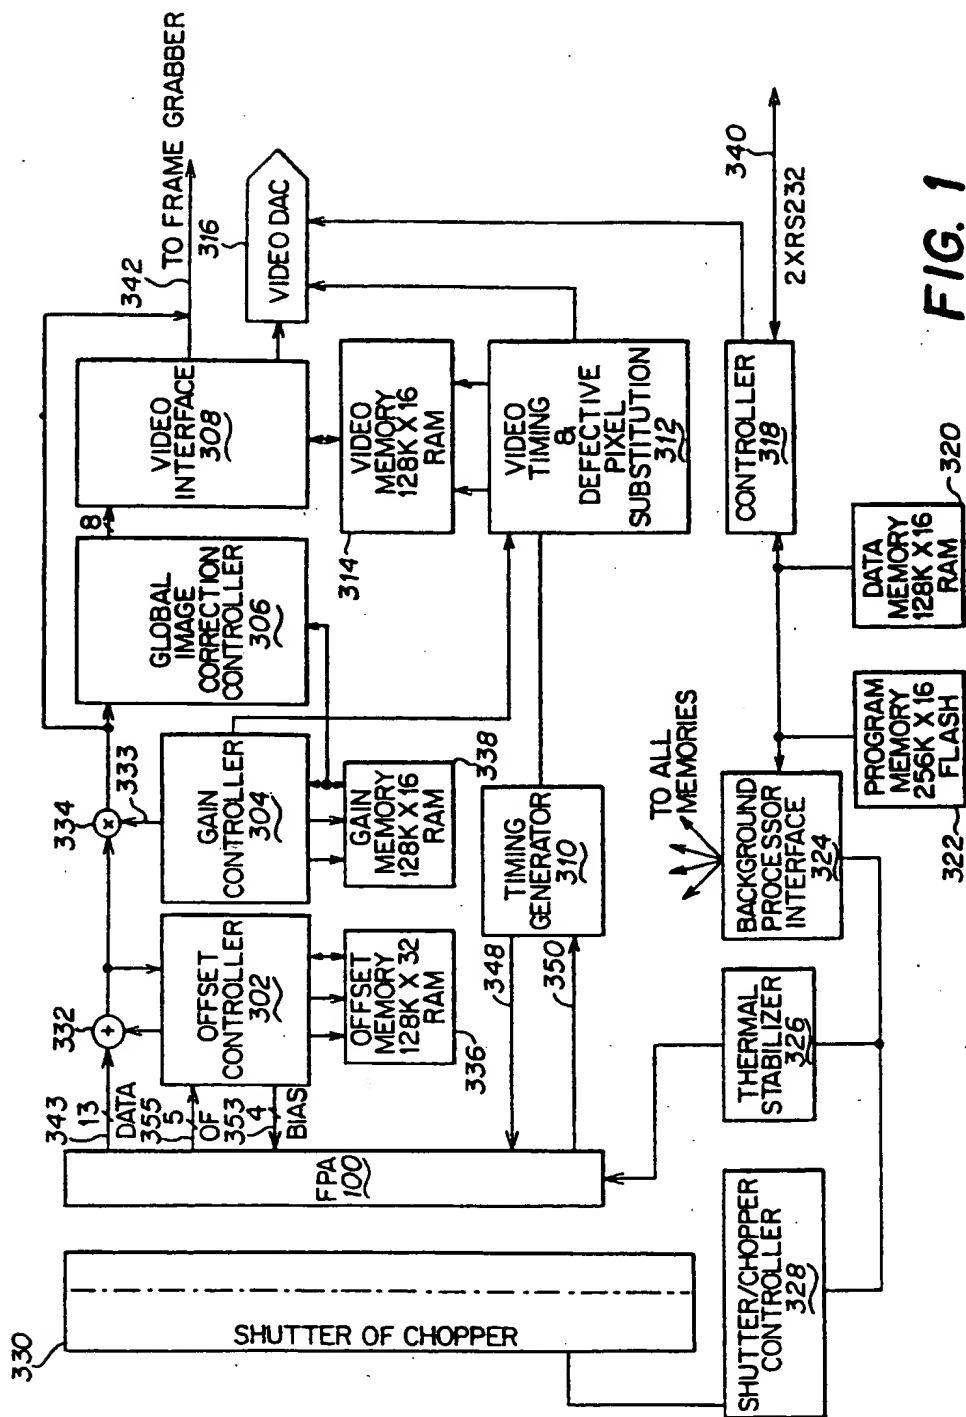 330
SHUTTER OF CHOPPER
SHUTTER/CHOPPER
CONTROLLER
328
FPA
100
343
13
DATA
355
5
OF
353
4
BIAS
332
+
OFFSET
CONTROLLER
302
OFFSET
MEMORY
128K X 32
RAM
336
334
X
333
GAIN
CONTROLLER
304
GAIN
MEMORY
128K X 16
RAM
338
GLOBAL
IMAGE
CORRECTION
CONTROLLER
306
8
VIDEO
INTERFACE
308
342
TO FRAME GRABBER
316
VIDEO DAC
VIDEO
MEMORY
128K X 16
RAM
314
VIDEO
TIMING
&
DEFECTIVE
PIXEL
SUBSTITUTION
312
348
350
TIMING
GENERATOR
310
THERMAL
STABILIZER
326
BACKGROUND
PROCESSOR
INTERFACE
324
TO ALL
MEMORIES
CONTROLLER
318
340
2XRS232
PROGRAM
MEMORY
256K X 16
FLASH
322
DATA
MEMORY
128K X 16
RAM
320
FIG. 1